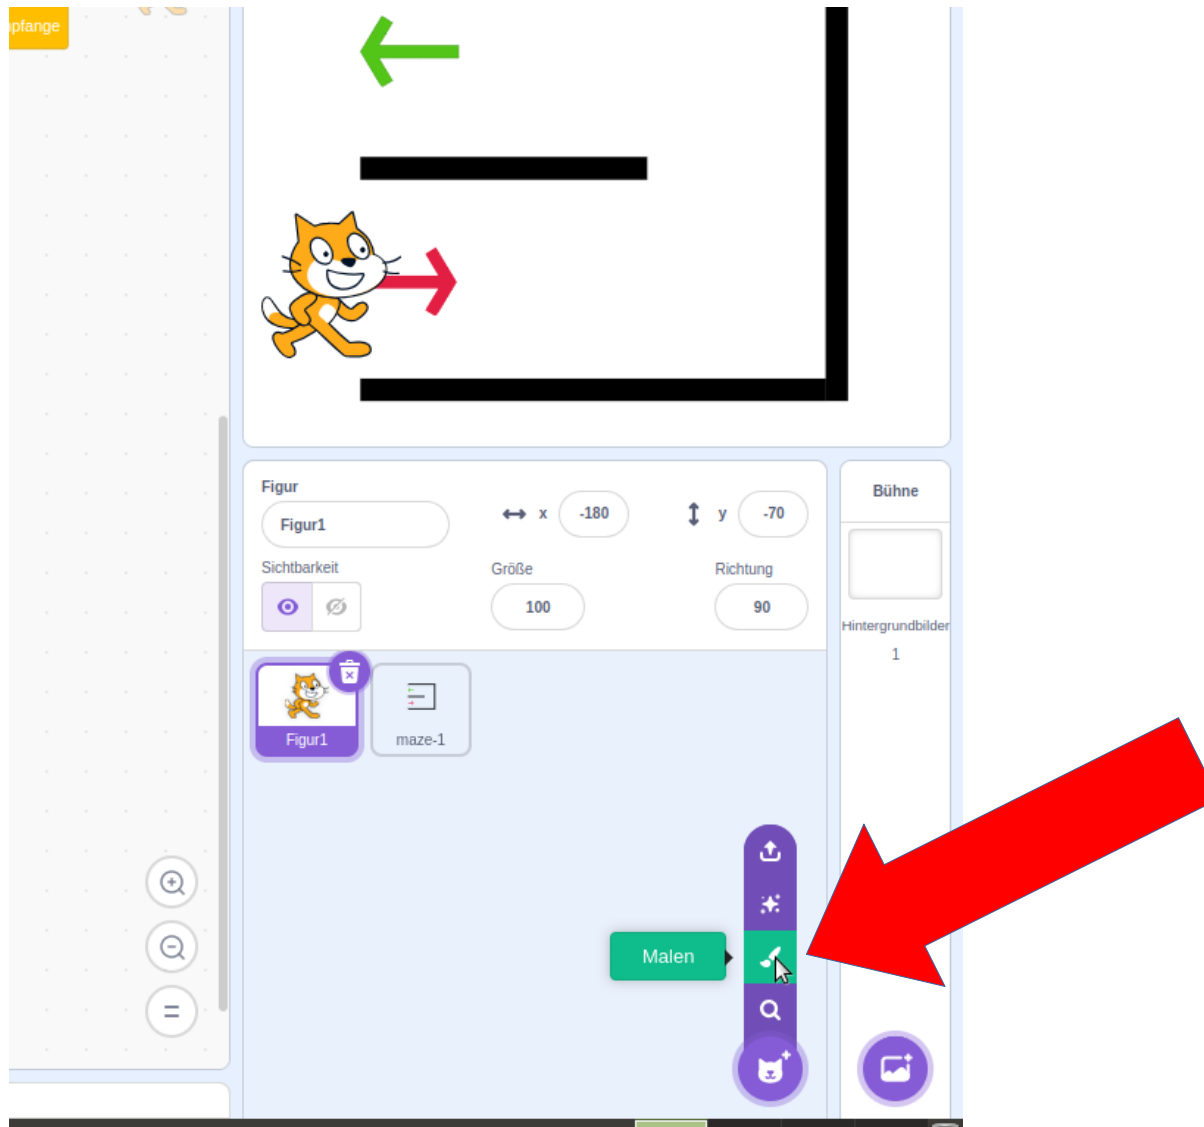 pfange
Figur
Figur1
x
-180
y
-70
Sichtbarkeit
Größe
100
Richtung
90
Bühne
Hintergrundbilder
1
Figur1
maze-1
Malen